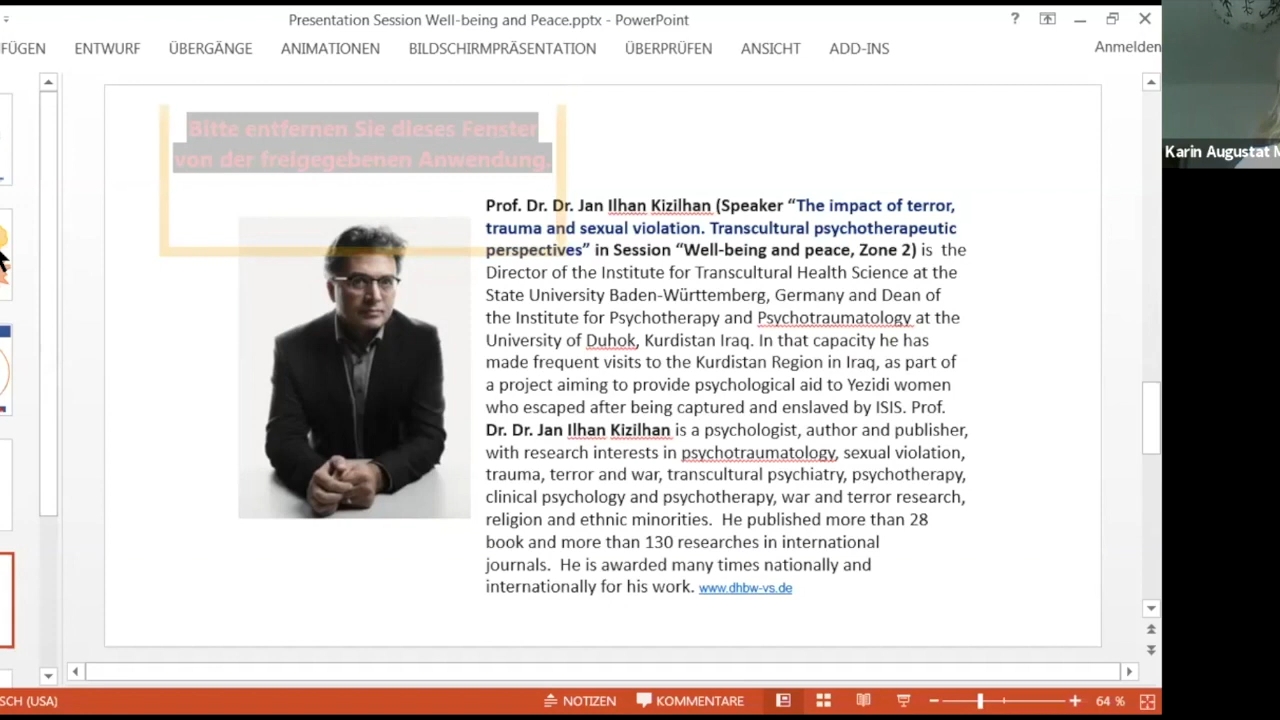 Presentation Session Well-being and Peace.pptx - PowerPoint
?
FÜGEN ENTWURF ÜBERGÄNGE ANIMATIONEN BILDSCHIRMPRÄSENTATION ÜBERPRÜFEN ANSICHT ADD-INS Anmelden
Bitte entfernen Sie dieses Fenster
von der freigegebenen Anwendung.
Karin Augustat M
Prof. Dr. Dr. Jan Ilhan Kizilhan (Speaker “The impact of terror,
trauma and sexual violation. Transcultural psychotherapeutic
perspectives” in Session “Well-being and peace, Zone 2) is the
Director of the Institute for Transcultural Health Science at the
State University Baden-Württemberg, Germany and Dean of
the Institute for Psychotherapy and Psychotraumatology at the
University of Duhok, Kurdistan Iraq. In that capacity he has
made frequent visits to the Kurdistan Region in Iraq, as part of
a project aiming to provide psychological aid to Yezidi women
who escaped after being captured and enslaved by ISIS. Prof.
Dr. Dr. Jan Ilhan Kizilhan is a psychologist, author and publisher,
with research interests in psychotraumatology, sexual violation,
trauma, terror and war, transcultural psychiatry, psychotherapy,
clinical psychology and psychotherapy, war and terror research,
religion and ethnic minorities. He published more than 28
book and more than 130 researches in international
journals. He is awarded many times nationally and
internationally for his work. www.dhbw-vs.de
SCH (USA) NOTIZEN KOMMENTARE 64 %